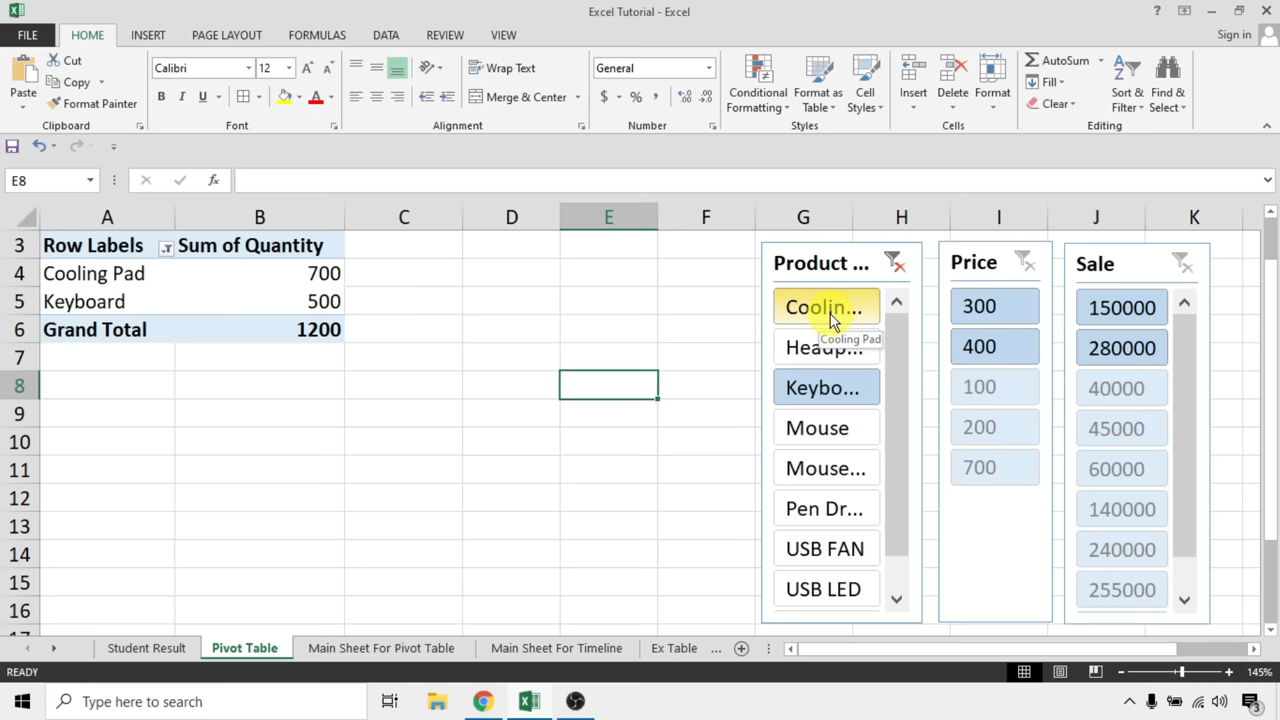 Excel Tutorial - Excel
Sign in
FILE HOME INSERT PAGE LAYOUT FORMULAS DATA REVIEW VIEW
Paste
Cut
Copy
Format Painter
Clipboard
Calibri 12
B I U
Font
Wrap Text
Merge & Center
Alignment
General
$ % ,
Number
Conditional Formatting
Format as Table
Cell Styles
Styles
Insert Delete Format
Cells
AutoSum
Fill
Clear
Sort & Filter
Find & Select
Editing
E8
fx
A B C D E F G H I J K
3 Row Labels Sum of Quantity
4 Cooling Pad 700
5 Keyboard 500
6 Grand Total 1200
7
8
9
10
11
12
13
14
15
16
17
Product ...
Coolin...
Cooling Pad
Headp...
Keybo...
Mouse
Mouse...
Pen Dr...
USB FAN
USB LED
Price
300
400
100
200
700
Sale
150000
280000
40000
45000
60000
140000
240000
255000
Student Result Pivot Table Main Sheet For Pivot Table Main Sheet For Timeline Ex Table ...
READY
145%
Type here to search
3